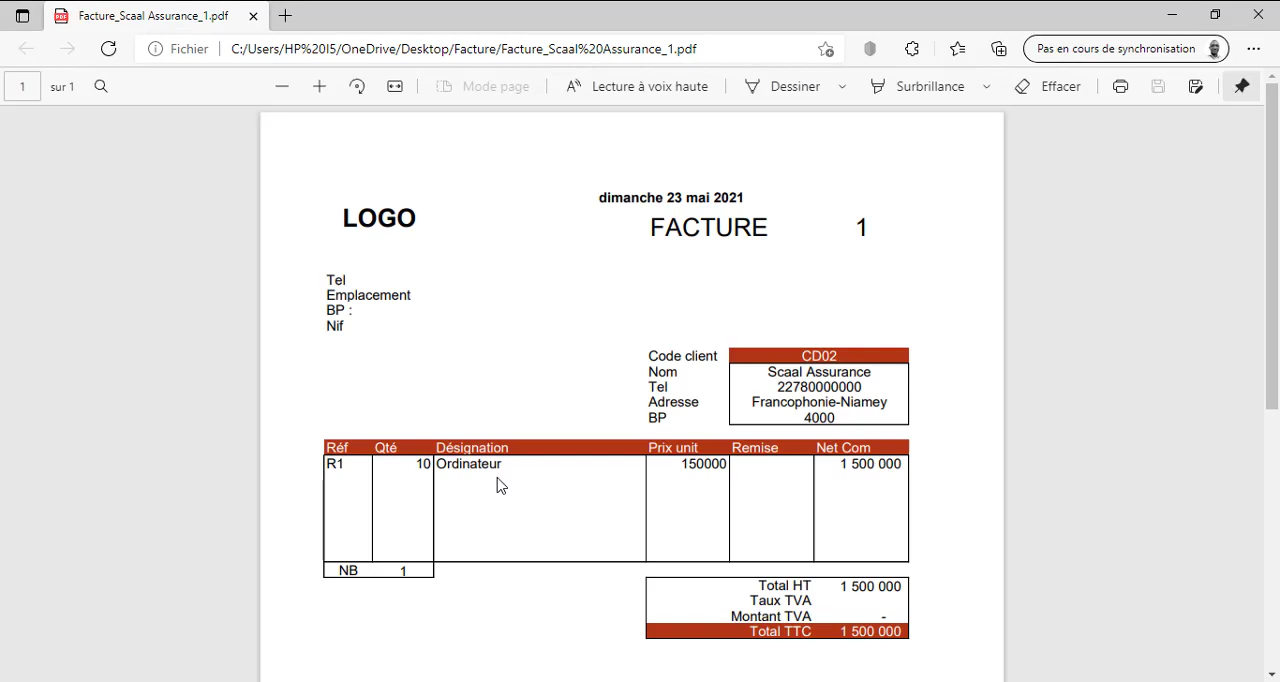 Facture_Scaal Assurance_1.pdf
Fichier C:/Users/HP%20I5/OneDrive/Desktop/Facture/Facture_Scaal%20Assurance_1.pdf Pas en cours de synchronisation
1 sur 1 Mode page Lecture à voix haute Dessiner Surbrillance Effacer
dimanche 23 mai 2021
LOGO
FACTURE 1
Tel
Emplacement
BP :
Nif
Code client CD02
Nom Scaal Assurance
Tel 22780000000
Adresse Francophonie-Niamey
BP 4000
Réf Qté Désignation Prix unit Remise Net Com
R1 10 Ordinateur 150000 1 500 000
NB 1
Total HT 1 500 000
Taux TVA
Montant TVA -
Total TTC 1 500 000